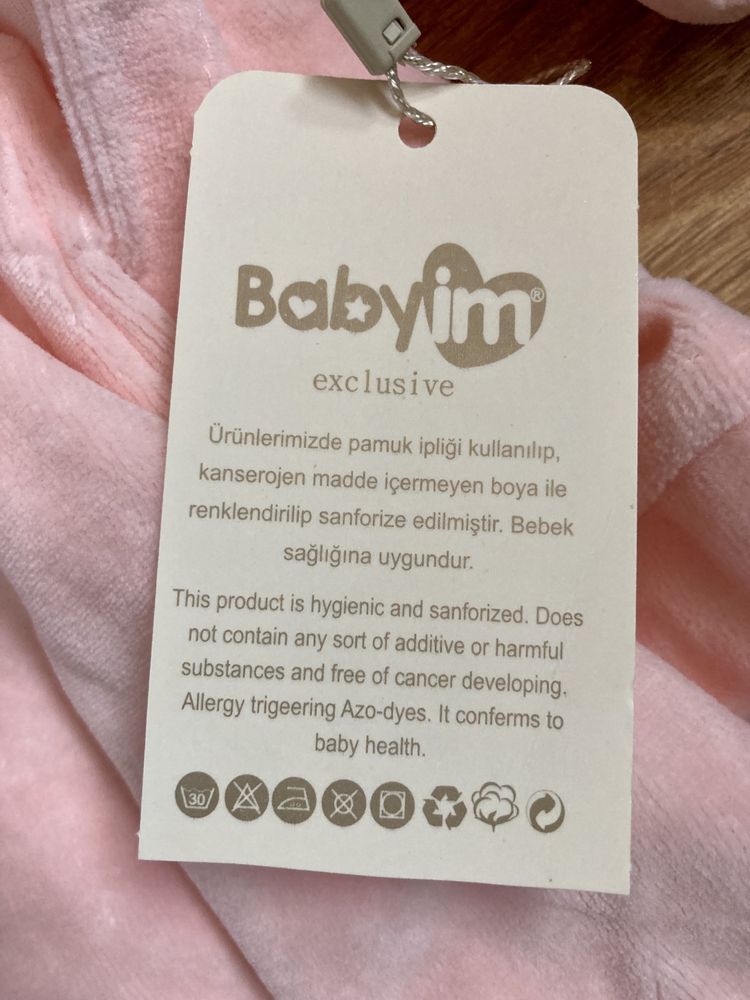 Babyim®
exclusive
Ürünlerimizde pamuk ipliği kullanılıp,
kanserojen madde içermeyen boya ile
renklendirilip sanforize edilmiştir. Bebek
sağlığına uygundur.
This product is hygienic and sanforized. Does
not contain any sort of additive or harmful
substances and free of cancer developing.
Allergy trigeering Azo-dyes. It conferms to
baby health.
30